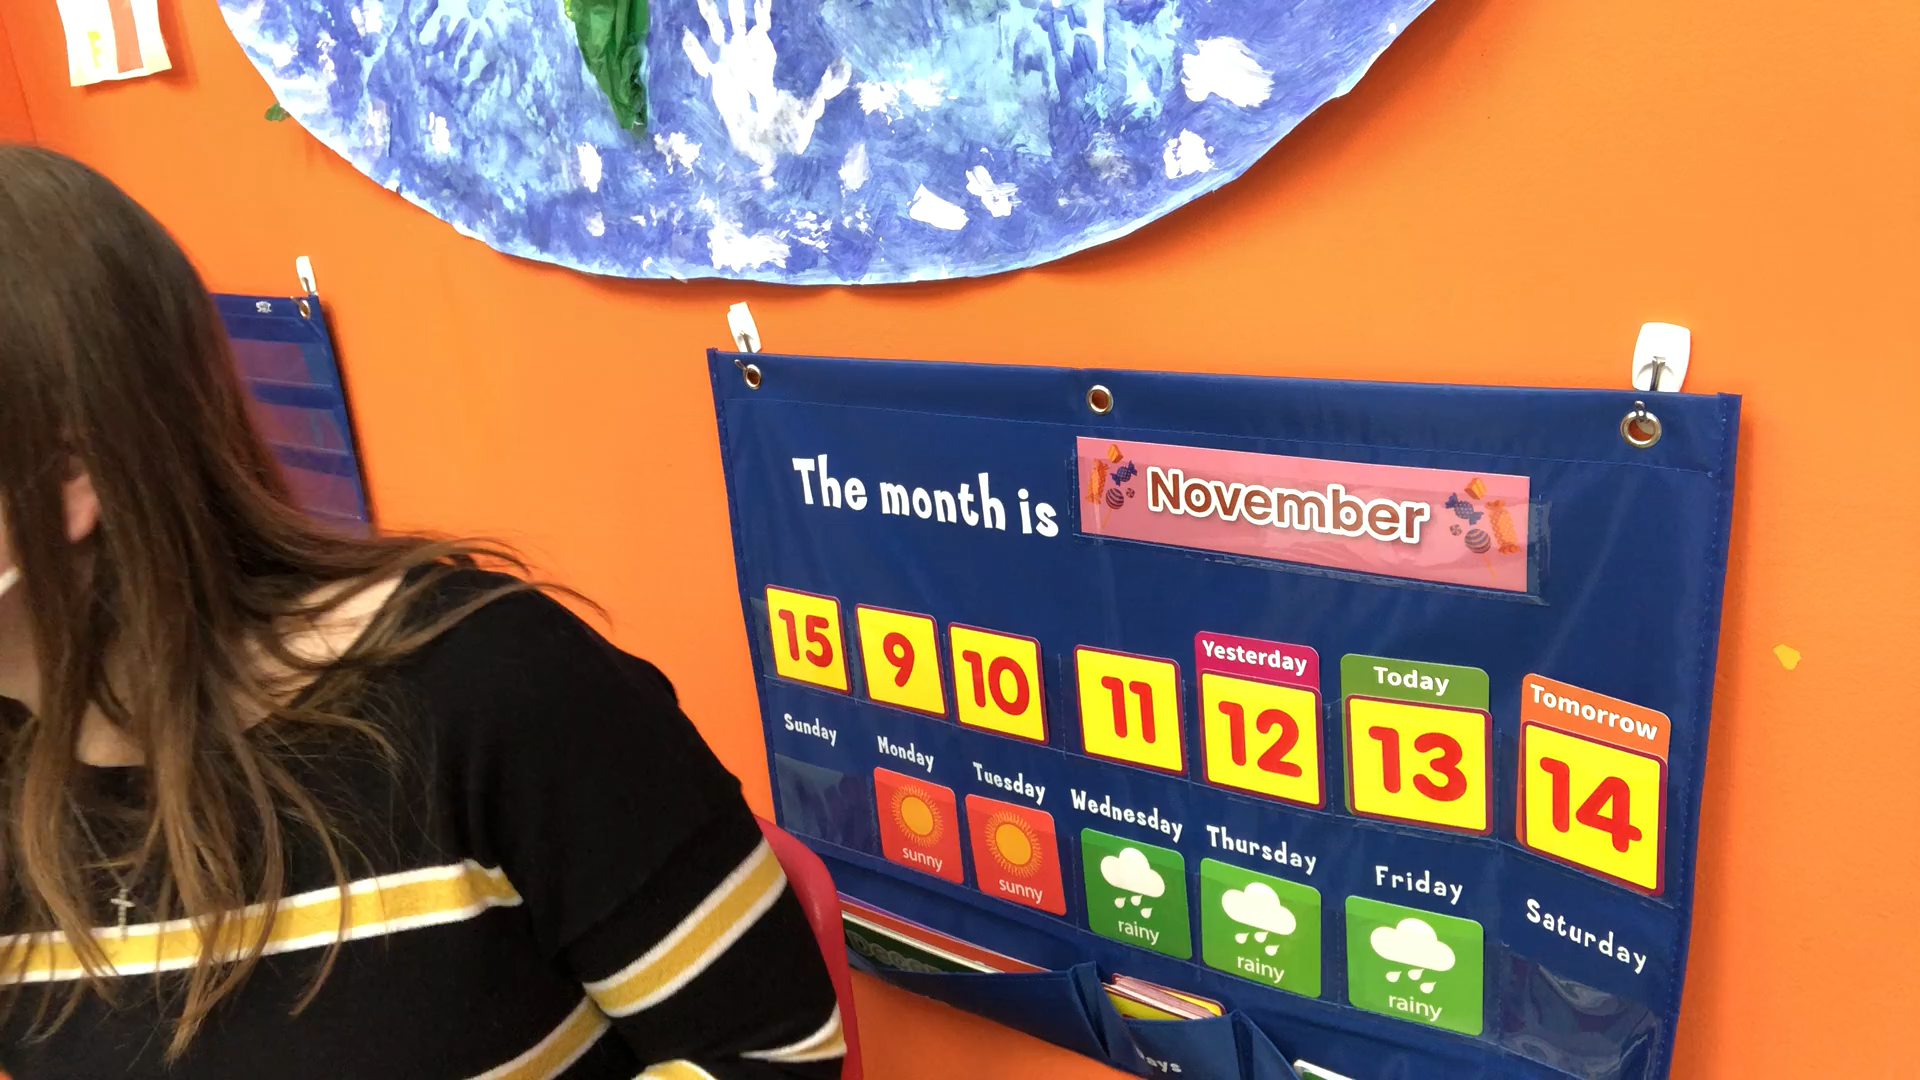 The month is November
15 9 10 11 Yesterday 12 Today 13 Tomorrow 14
Sunday Monday Tuesday Wednesday Thursday Friday Saturday
sunny sunny rainy rainy rainy